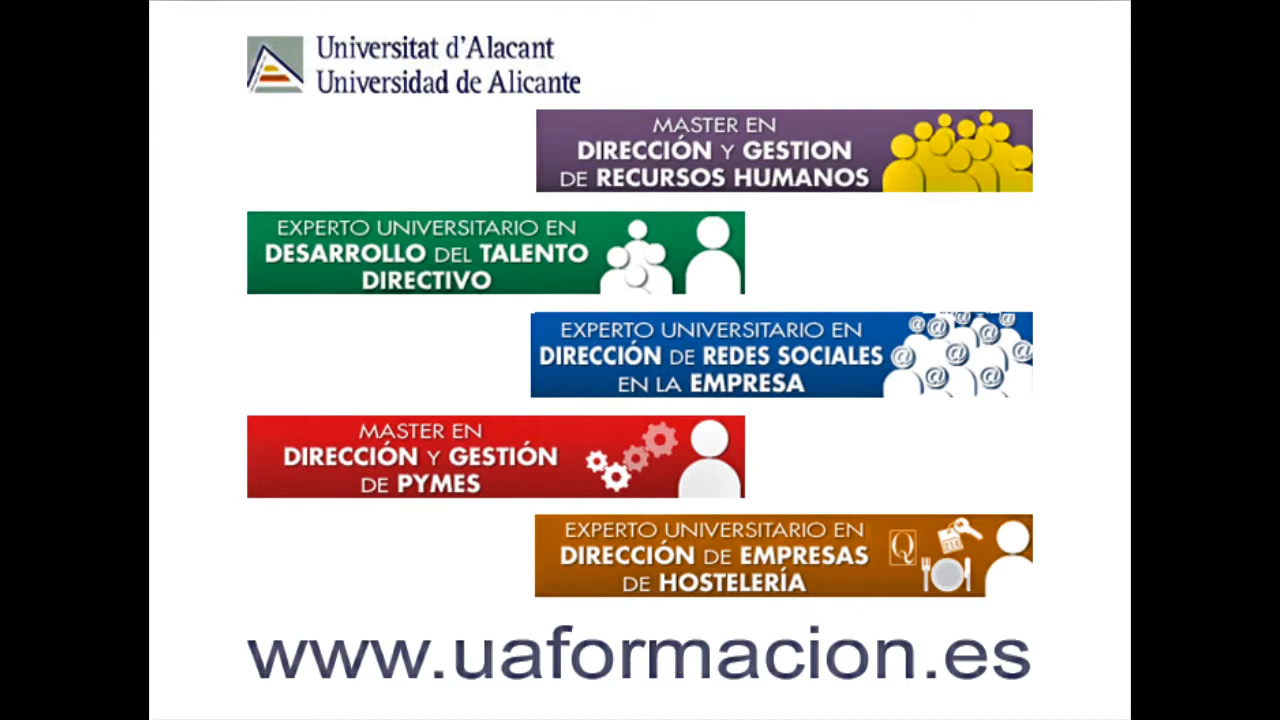 Universitat d'Alacant
Universidad de Alicante
MASTER EN
DIRECCIÓN Y GESTION
DE RECURSOS HUMANOS
EXPERTO UNIVERSITARIO EN
DESARROLLO DEL TALENTO
DIRECTIVO
EXPERTO UNIVERSITARIO EN
DIRECCIÓN DE REDES SOCIALES
EN LA EMPRESA
MASTER EN
DIRECCIÓN Y GESTIÓN
DE PYMES
EXPERTO UNIVERSITARIO EN
DIRECCIÓN DE EMPRESAS
DE HOSTELERÍA
Q
www.uaformacion.es